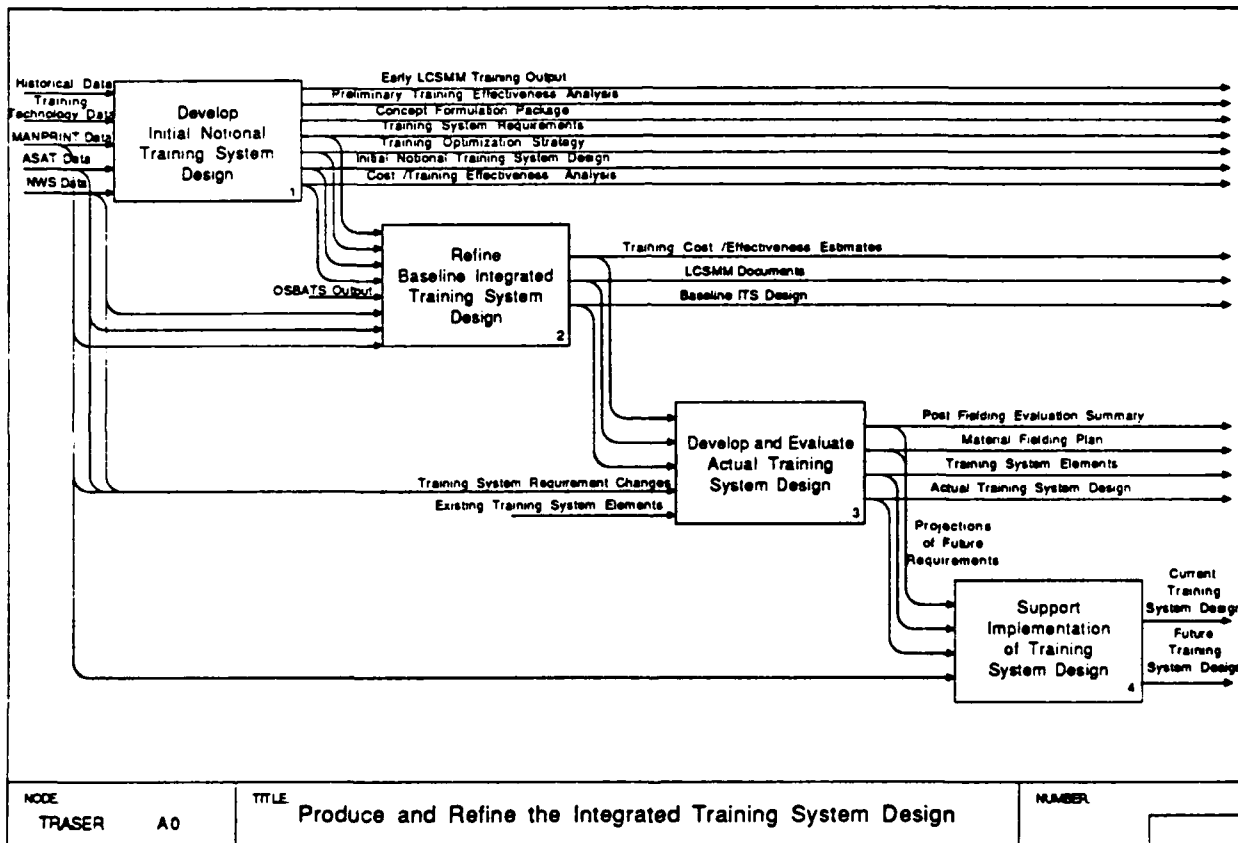 Historical Data
Training
Technology Data
MANPRINT Data
ASAT Data
NWS Data
Develop
Initial Notional
Training System
Design
1
Early LCSMM Training Output
Preliminary Training Effectiveness Analysis
Concept Formulation Package
Training System Requirements
Training Optimization Strategy
Initial Notional Training System Design
Cost /Training Effectiveness Analysis
OSBATS Output
Refine
Baseline Integrated
Training System
Design
2
Training Cost /Effectiveness Estimates
LCSMM Documents
Baseline ITS Design
Training System Requirement Changes
Existing Training System Elements
Develop and Evaluate
Actual Training
System Design
3
Post Fielding Evaluation Summary
Material Fielding Plan
Training System Elements
Actual Training System Design
Projections
of Future
Requirements
Support
Implementation
of Training
System Design
4
Current
Training
System Design
Future
Training
System Design
NODE
TRASER A0
TITLE
Produce and Refine the Integrated Training System Design
NUMBER